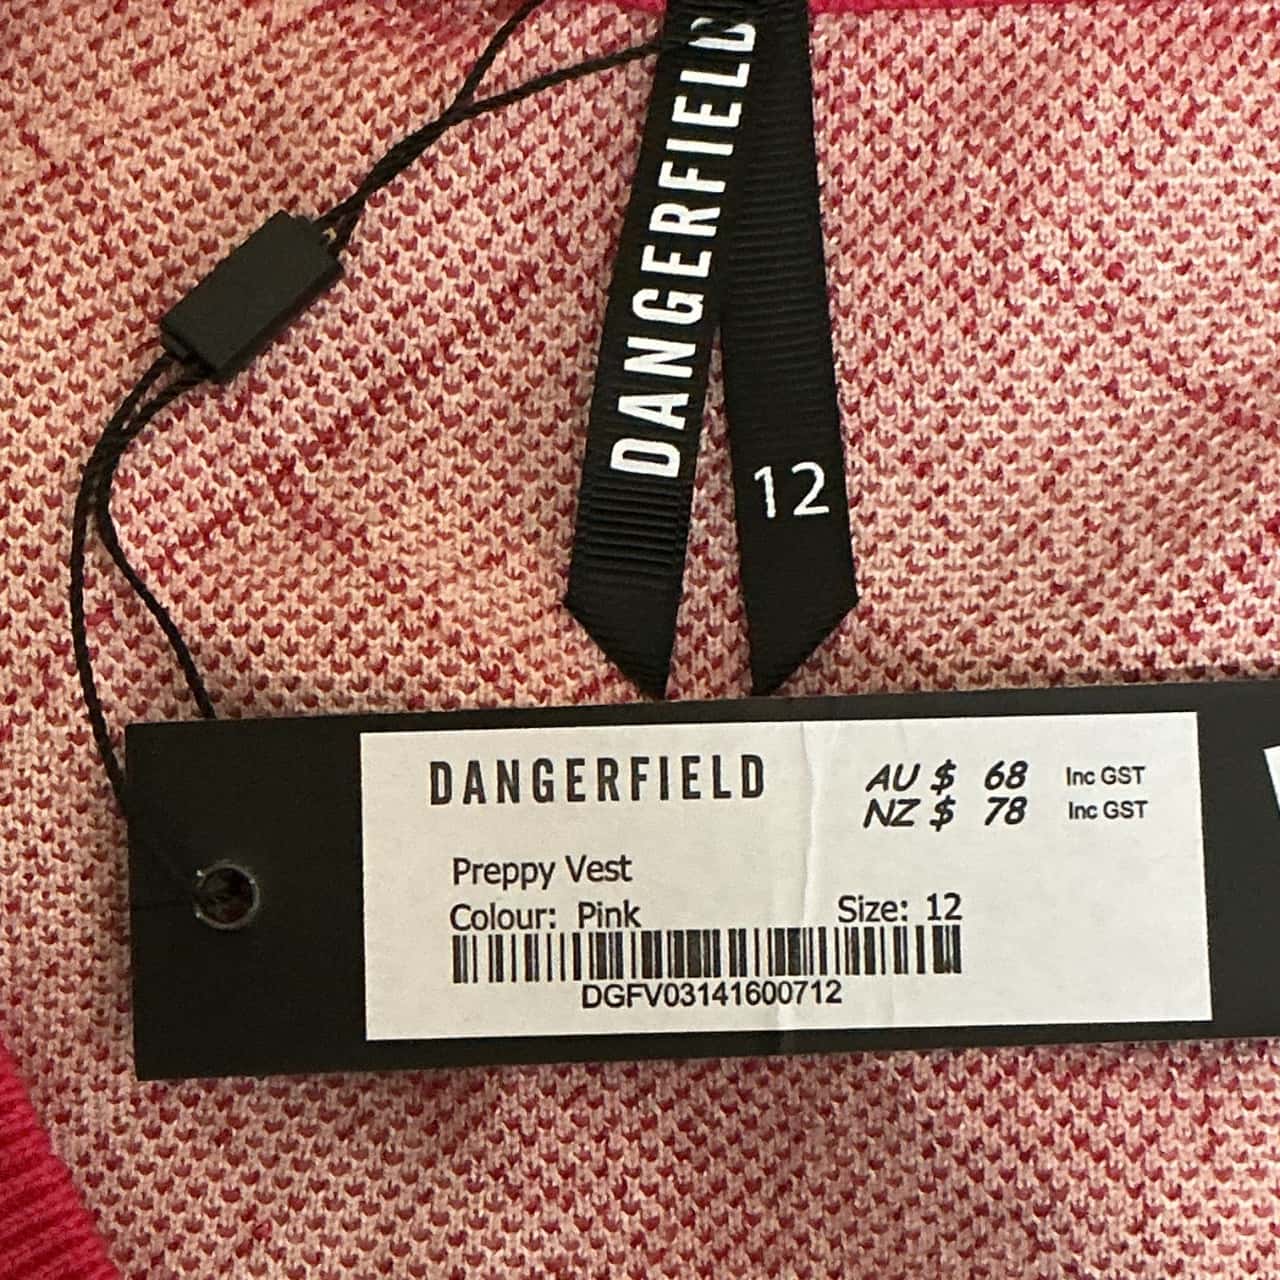 DANGERFIELD
12
DANGERFIELD
AU $ 68 Inc GST
NZ $ 78 Inc GST
Preppy Vest
Colour: Pink Size: 12
DGFV03141600712